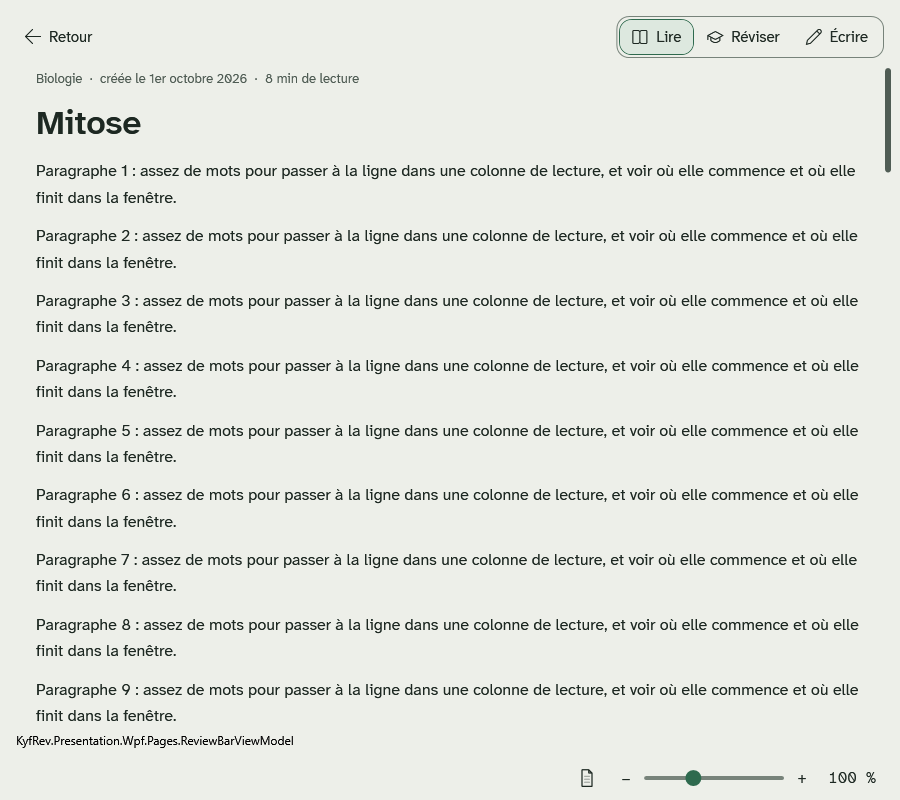 Retour
Lire
Réviser
Écrire
Biologie · créée le 1er octobre 2026 · 8 min de lecture
Mitose
Paragraphe 1 : assez de mots pour passer à la ligne dans une colonne de lecture, et voir où elle commence et où elle
finit dans la fenêtre.
Paragraphe 2 : assez de mots pour passer à la ligne dans une colonne de lecture, et voir où elle commence et où elle
finit dans la fenêtre.
Paragraphe 3 : assez de mots pour passer à la ligne dans une colonne de lecture, et voir où elle commence et où elle
finit dans la fenêtre.
Paragraphe 4 : assez de mots pour passer à la ligne dans une colonne de lecture, et voir où elle commence et où elle
finit dans la fenêtre.
Paragraphe 5 : assez de mots pour passer à la ligne dans une colonne de lecture, et voir où elle commence et où elle
finit dans la fenêtre.
Paragraphe 6 : assez de mots pour passer à la ligne dans une colonne de lecture, et voir où elle commence et où elle
finit dans la fenêtre.
Paragraphe 7 : assez de mots pour passer à la ligne dans une colonne de lecture, et voir où elle commence et où elle
finit dans la fenêtre.
Paragraphe 8 : assez de mots pour passer à la ligne dans une colonne de lecture, et voir où elle commence et où elle
finit dans la fenêtre.
Paragraphe 9 : assez de mots pour passer à la ligne dans une colonne de lecture, et voir où elle commence et où elle
finit dans la fenêtre.
KyfRev.Presentation.Wpf.Pages.ReviewBarViewModel
– + 100 %